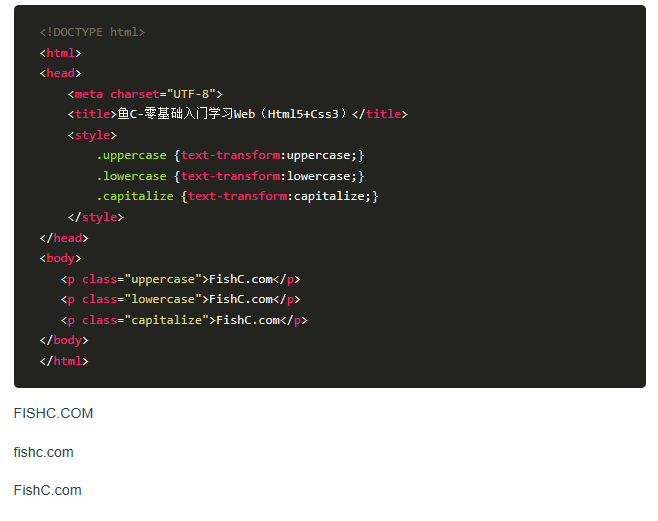 <!DOCTYPE html>
<html>
<head>
    <meta charset="UTF-8">
    <title>鱼C-零基础入门学习Web（Html5+Css3）</title>
    <style>
        .uppercase {text-transform:uppercase;}
        .lowercase {text-transform:lowercase;}
        .capitalize {text-transform:capitalize;}
    </style>
</head>
<body>
   <p class="uppercase">FishC.com</p>
   <p class="lowercase">FishC.com</p>
   <p class="capitalize">FishC.com</p>
</body>
</html>
FISHC.COM
fishc.com
FishC.com